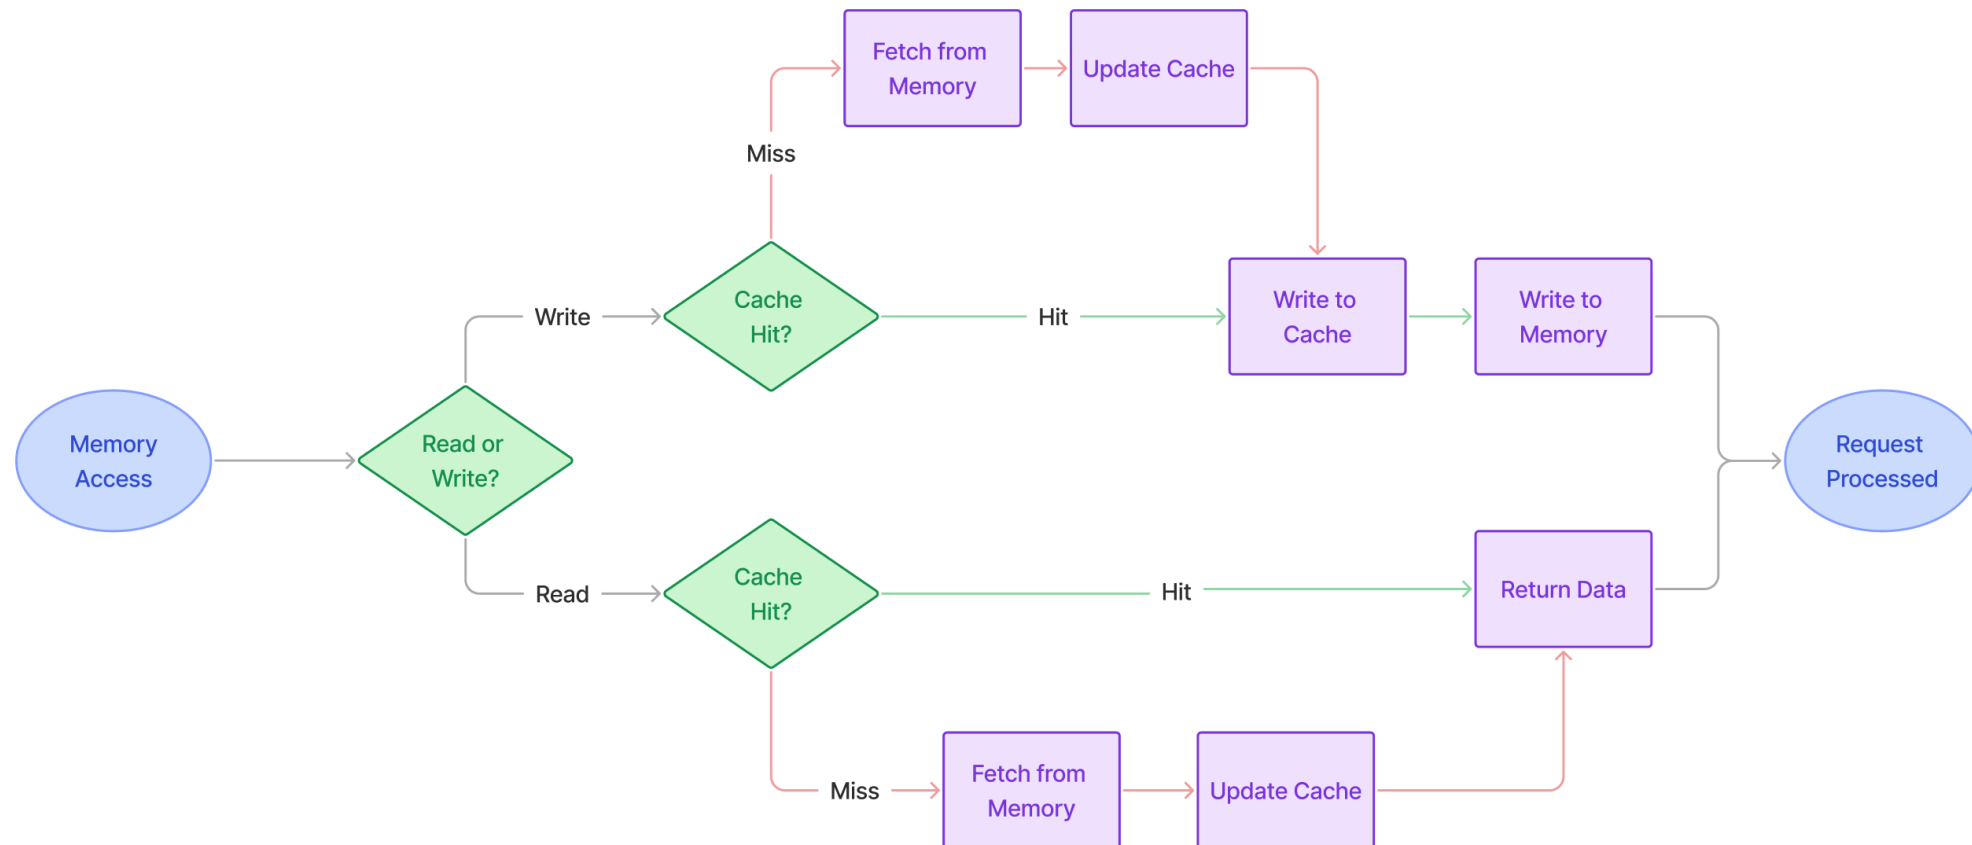 Fetch from
Memory
Update Cache
Miss
Write
Cache
Hit?
Hit
Write to
Cache
Write to
Memory
Memory
Access
Read or
Write?
Request
Processed
Read
Cache
Hit?
Hit
Return Data
Miss
Fetch from
Memory
Update Cache